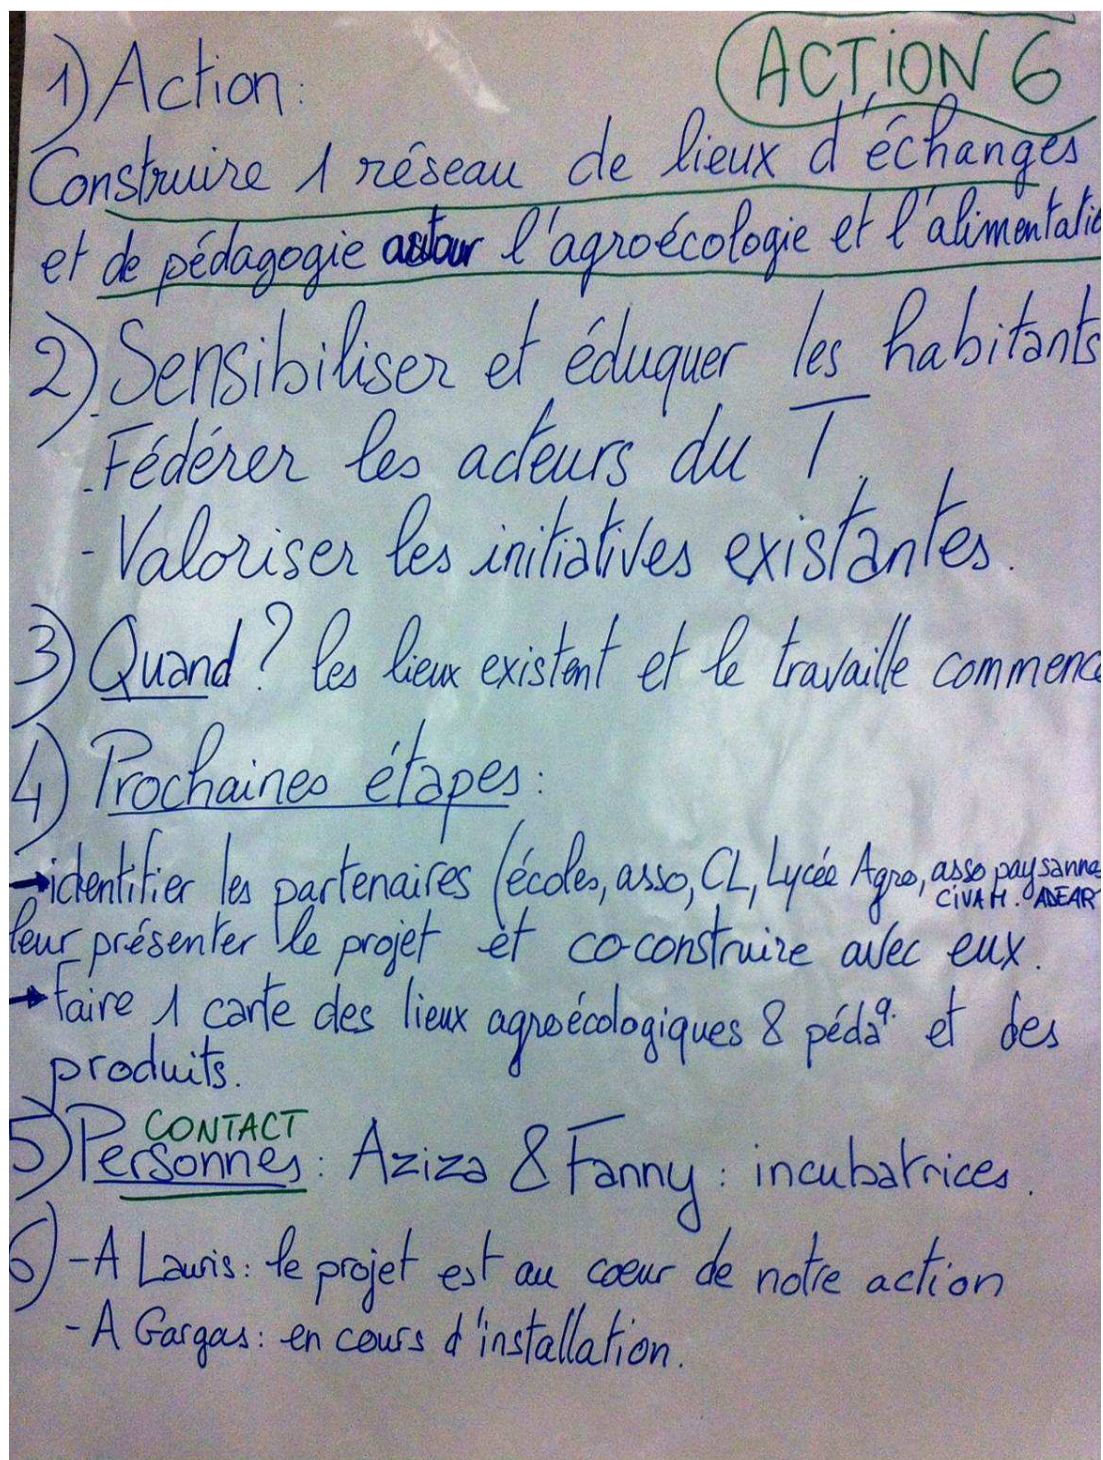 ACTION 6
1) Action:
Construire 1 réseau de lieux d'échanges
et de pédagogie autour l'agroécologie et l'alimentatio
2) Sensibiliser et éduquer les habitants
- Fédérer les acteurs du T.
- Valoriser les initiatives existantes.
3) Quand ? les lieux existent et le travaille commence
4) Prochaines étapes :
→ identifier les partenaires (écoles, asso, CL, Lycée Agro, asso paysanne
CIVAM. ADEAR
leur présenter le projet et co-construire avec eux.
→ faire 1 carte des lieux agroécologiques & pédag. et des
produits.
CONTACT
5) Personnes : Aziza & Fanny : incubatrices.
6) - A Lauris : le projet est au coeur de notre action
- A Gargas : en cours d'installation.